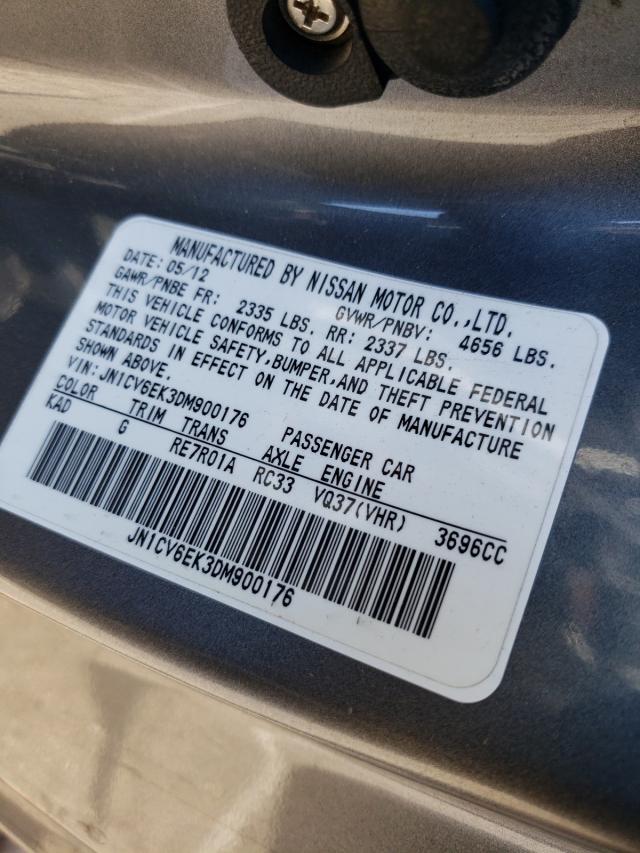 MANUFACTURED BY NISSAN MOTOR CO.,LTD.
DATE: 05/12 GVWR/PNBV: 4656 LBS.
GAWR/PNBE FR: 2335 LBS. RR: 2337 LBS.
THIS VEHICLE CONFORMS TO ALL APPLICABLE FEDERAL
MOTOR VEHICLE SAFETY,BUMPER,AND THEFT PREVENTION
STANDARDS IN EFFECT ON THE DATE OF MANUFACTURE
SHOWN ABOVE.
VIN:JN1CV6EK3DM900176 PASSENGER CAR
COLOR TRIM TRANS AXLE ENGINE
KAD G RE7R01A RC33 VQ37(VHR) 3696CC
JN1CV6EK3DM900176